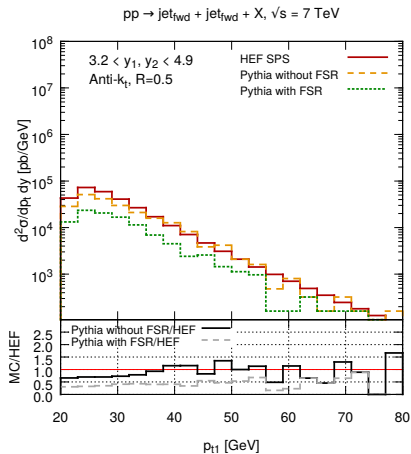 pp → jet_fwd + jet_fwd + X, √s = 7 TeV
10^8
10^7
10^6
10^5
10^4
10^3
d²σ/dp_t dy [pb/GeV]
3.2 < y_1, y_2 < 4.9
Anti-k_t, R=0.5
HEF SPS
Pythia without FSR
Pythia with FSR
MC/HEF
2.5
2.0
1.5
1.0
0.5
0.0
Pythia without FSR/HEF
Pythia with FSR/HEF
20 30 40 50 60 70 80
p_t1 [GeV]